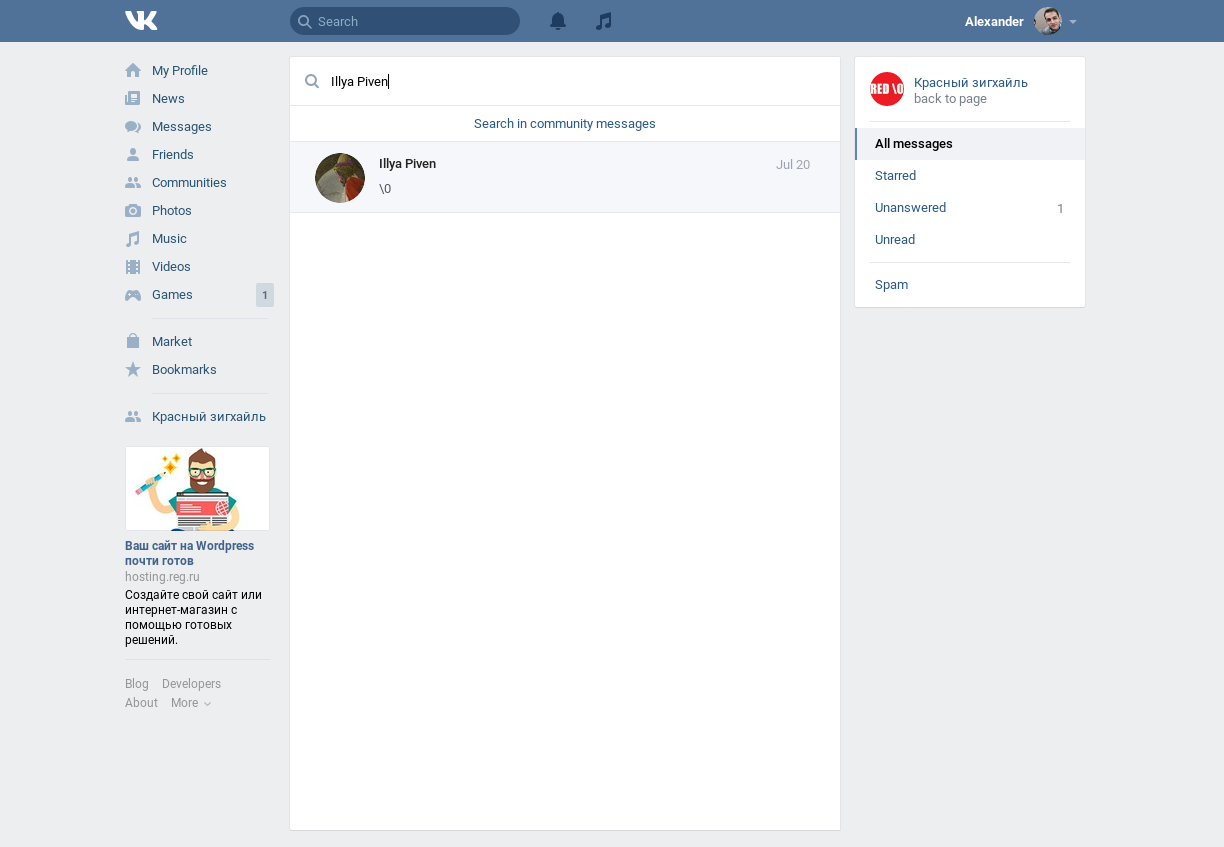 Search
Alexander
My Profile
News
Messages
Friends
Communities
Photos
Music
Videos
Games 1
Market
Bookmarks
Красный зигхайль
Ваш сайт на Wordpress
почти готов
hosting.reg.ru
Создайте свой сайт или
интернет-магазин с
помощью готовых
решений.
Blog Developers
About More
Illya Piven
Search in community messages
Illya Piven Jul 20
\0
RED \0
Красный зигхайль
back to page
All messages
Starred
Unanswered 1
Unread
Spam